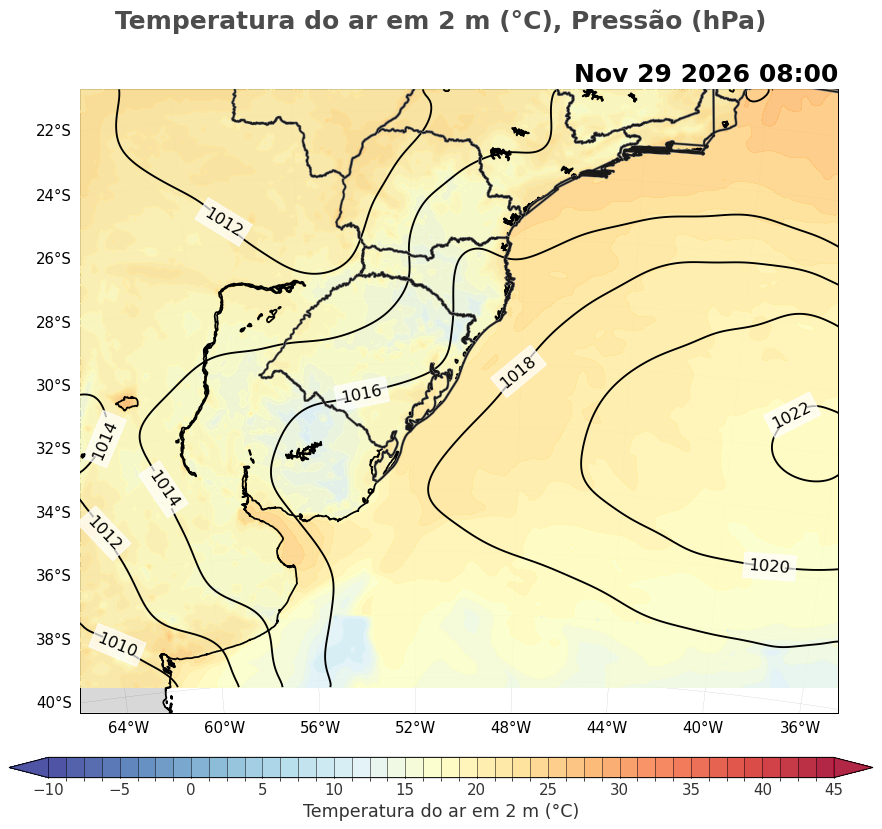 Temperatura do ar em 2 m (°C), Pressão (hPa)
Nov 29 2026 08:00
22°S
24°S
26°S
28°S
30°S
32°S
34°S
36°S
38°S
40°S
1012
1016
1018
1022
1014
1014
1012
1020
1010
64°W 60°W 56°W 52°W 48°W 44°W 40°W 36°W
−10 −5 0 5 10 15 20 25 30 35 40 45
Temperatura do ar em 2 m (°C)